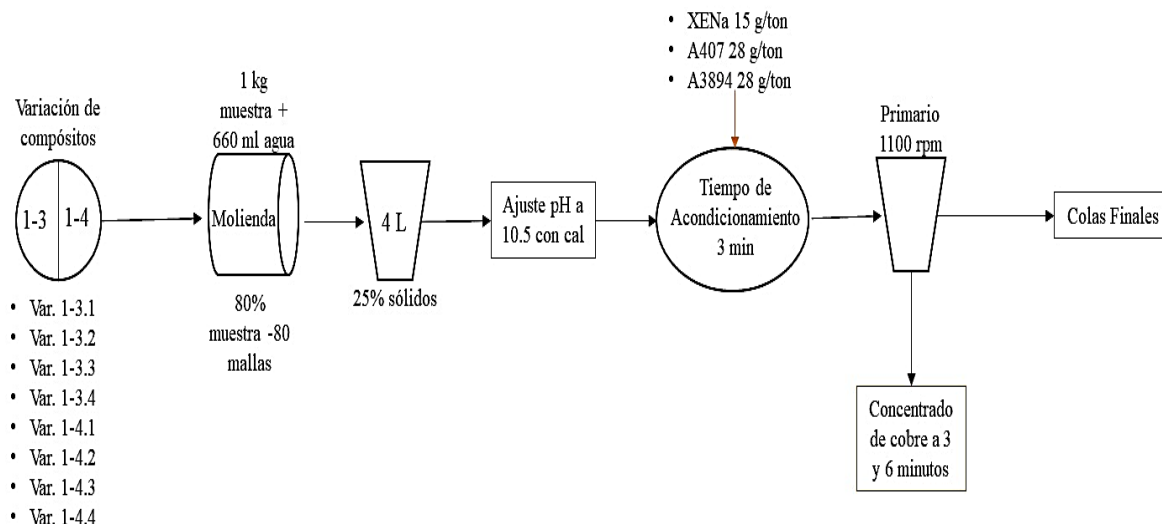 Variación de
compósitos
1-3
1-4
• Var. 1-3.1
• Var. 1-3.2
• Var. 1-3.3
• Var. 1-3.4
• Var. 1-4.1
• Var. 1-4.2
• Var. 1-4.3
• Var. 1-4.4
1 kg
muestra +
660 ml agua
Molienda
80%
muestra -80
mallas
4 L
25% sólidos
Ajuste pH a
10.5 con cal
• XENa 15 g/ton
• A407 28 g/ton
• A3894 28 g/ton
Tiempo de
Acondicionamiento
3 min
Primario
1100 rpm
Concentrado
de cobre a 3
y 6 minutos
Colas Finales